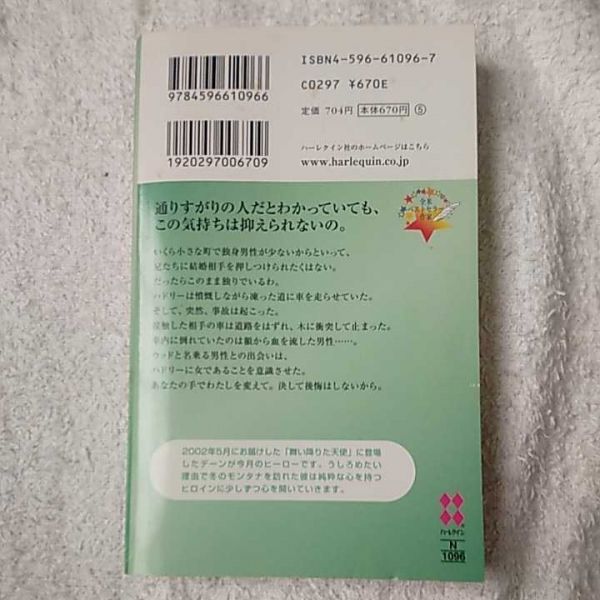 ISBN4-596-61096-7
C0297 ¥670E
定価 704円 本体670円 ⑤
9784596610966
1920297006709
ハーレクイン社のホームページはこちら
www.harlequin.co.jp
全米
ベストセラー
作家
通りすがりの人だとわかっていても、
この気持ちは抑えられないの。
いくら小さな町で独身男性が少ないからといって、
兄たちに結婚相手を押しつけられたくはない。
だったらこのまま独りでいるわ。
ハドリーは憤慨しながら凍った道に車を走らせていた。
そして、突然、事故は起こった。
接触した相手の車は道路をはずれ、木に衝突して止まった。
車内に倒れていたのは額から血を流した男性……。
ウッドと名乗る男性との出会いは、
ハドリーに女であることを意識させた。
あなたの手でわたしを変えて。決して後悔はしないから。
2002年5月にお届けした「舞い降りた天使」に登場
したデーンが今月のヒーローです。うしろめたい
理由で冬のモンタナを訪れた彼は純粋な心を持つ
ヒロインに少しずつ心を開いていきます。
ハーレクイン
N
1096